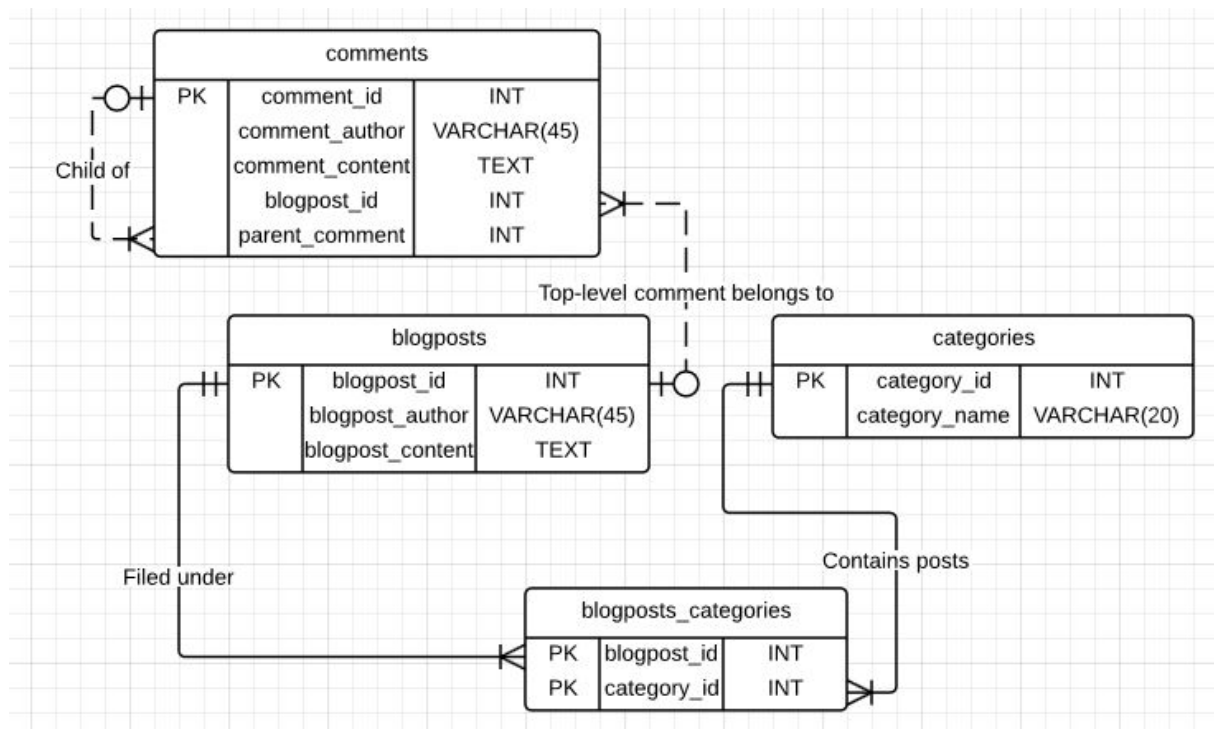 comments
PK comment_id INT
comment_author VARCHAR(45)
Child of
comment_content TEXT
blogpost_id INT
parent_comment INT
Top-level comment belongs to
blogposts
PK blogpost_id INT
blogpost_author VARCHAR(45)
blogpost_content TEXT
categories
PK category_id INT
category_name VARCHAR(20)
Filed under
Contains posts
blogposts_categories
PK blogpost_id INT
PK category_id INT